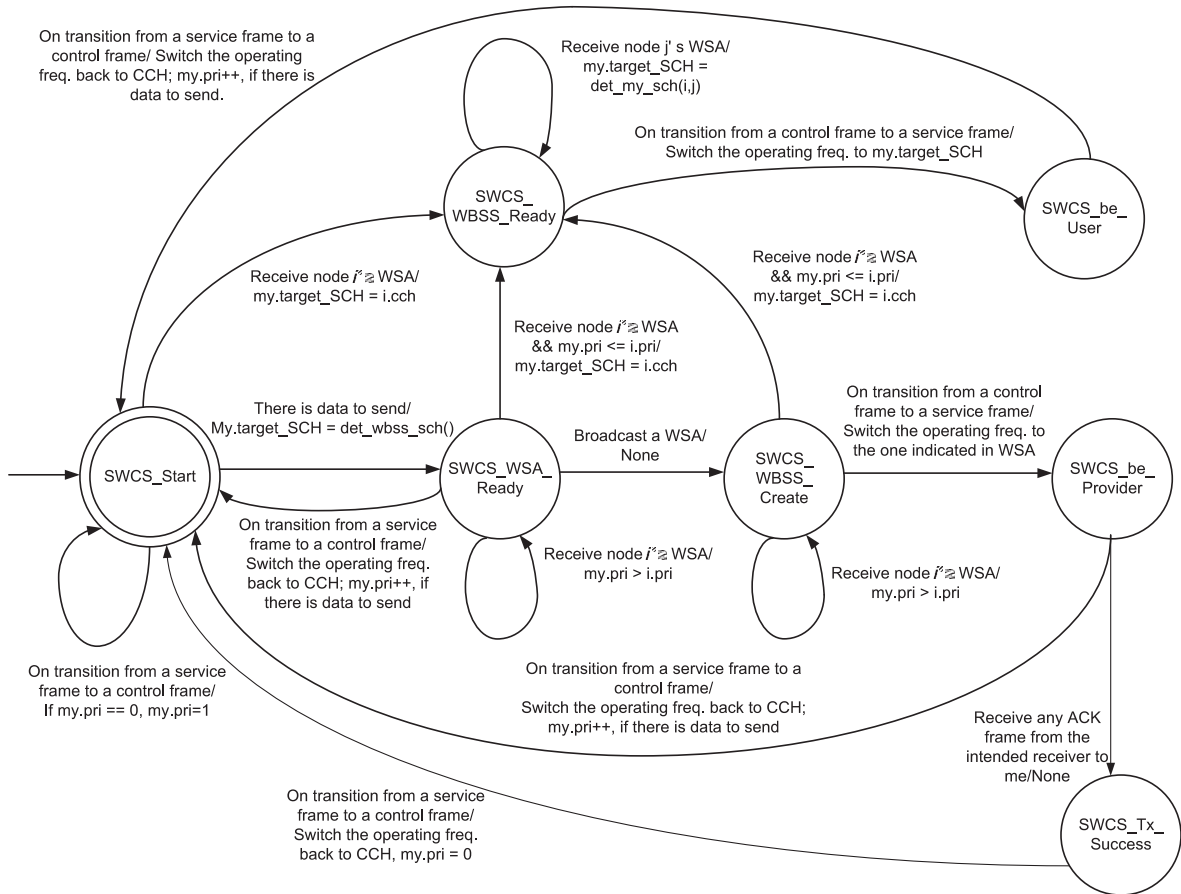 On transition from a service frame to a
control frame/ Switch the operating
freq. back to CCH; my.pri++, if there is
data to send.
Receive node j' s WSA/
my.target_SCH =
det_my_sch(i,j)
On transition from a control frame to a service frame/
Switch the operating freq. to my.target_SCH
SWCS_
WBSS_Ready
SWCS_be_
User
Receive node i WSA/
my.target_SCH = i.cch
Receive node i WSA
&& my.pri <= i.pri/
my.target_SCH = i.cch
Receive node i WSA
&& my.pri <= i.pri/
my.target_SCH = i.cch
There is data to send/
My.target_SCH = det_wbss_sch()
Broadcast a WSA/
None
On transition from a control
frame to a service frame/
Switch the operating freq. to
the one indicated in WSA
SWCS_Start
SWCS_WSA_
Ready
SWCS_
WBSS_
Create
SWCS_be_
Provider
On transition from a service
frame to a control frame/
Switch the operating freq.
back to CCH; my.pri++, if
there is data to send
Receive node i WSA/
my.pri > i.pri
Receive node i WSA/
my.pri > i.pri
On transition from a service
frame to a control frame/
If my.pri == 0, my.pri=1
On transition from a service frame to a
control frame/
Switch the operating freq. back to CCH;
my.pri++, if there is data to send
Receive any ACK
frame from the
intended receiver to
me/None
On transition from a service
frame to a control frame/
Switch the operating freq.
back to CCH, my.pri = 0
SWCS_Tx_
Success